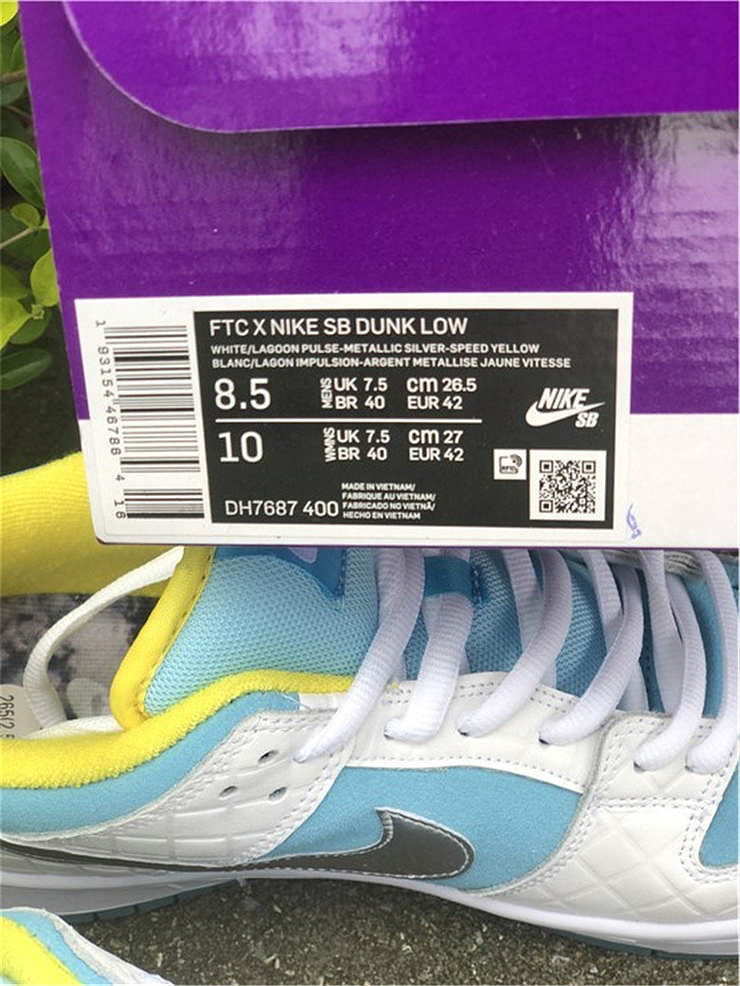 FTC X NIKE SB DUNK LOW
WHITE/LAGOON PULSE-METALLIC SILVER-SPEED YELLOW
BLANC/LAGON IMPULSION-ARGENT METALLISE JAUNE VITESSE
8.5 MENS UK 7.5 cm 26.5
BR 40 EUR 42
NIKE
SB
10 WMNS UK 7.5 cm 27
BR 40 EUR 42
RFID
MADE IN VIETNAM/
FABRIQUE AU VIETNAM/
FABRICADO NO VIETNÃ/
HECHO EN VIETNAM
DH7687 400
1 93154 46786 4 16